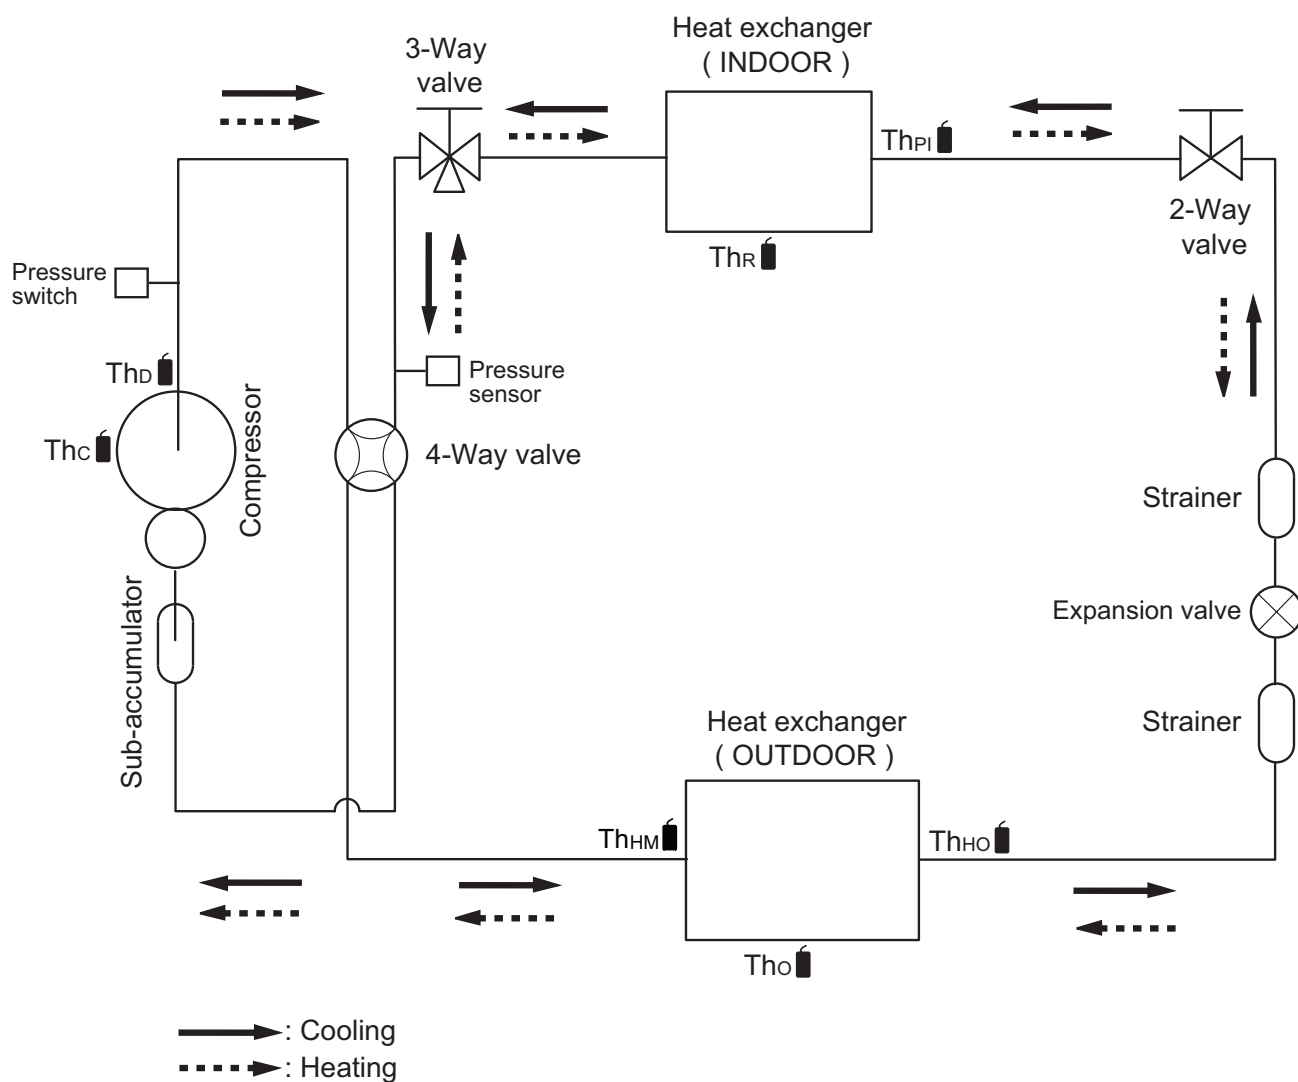 Heat exchanger
( INDOOR )
3-Way
valve
ThPI
2-Way
valve
ThR
Pressure
switch
ThD
Pressure
sensor
ThC
Compressor
4-Way valve
Strainer
Expansion valve
Sub-accumulator
Strainer
Heat exchanger
( OUTDOOR )
ThHM
ThHO
ThO
: Cooling
: Heating